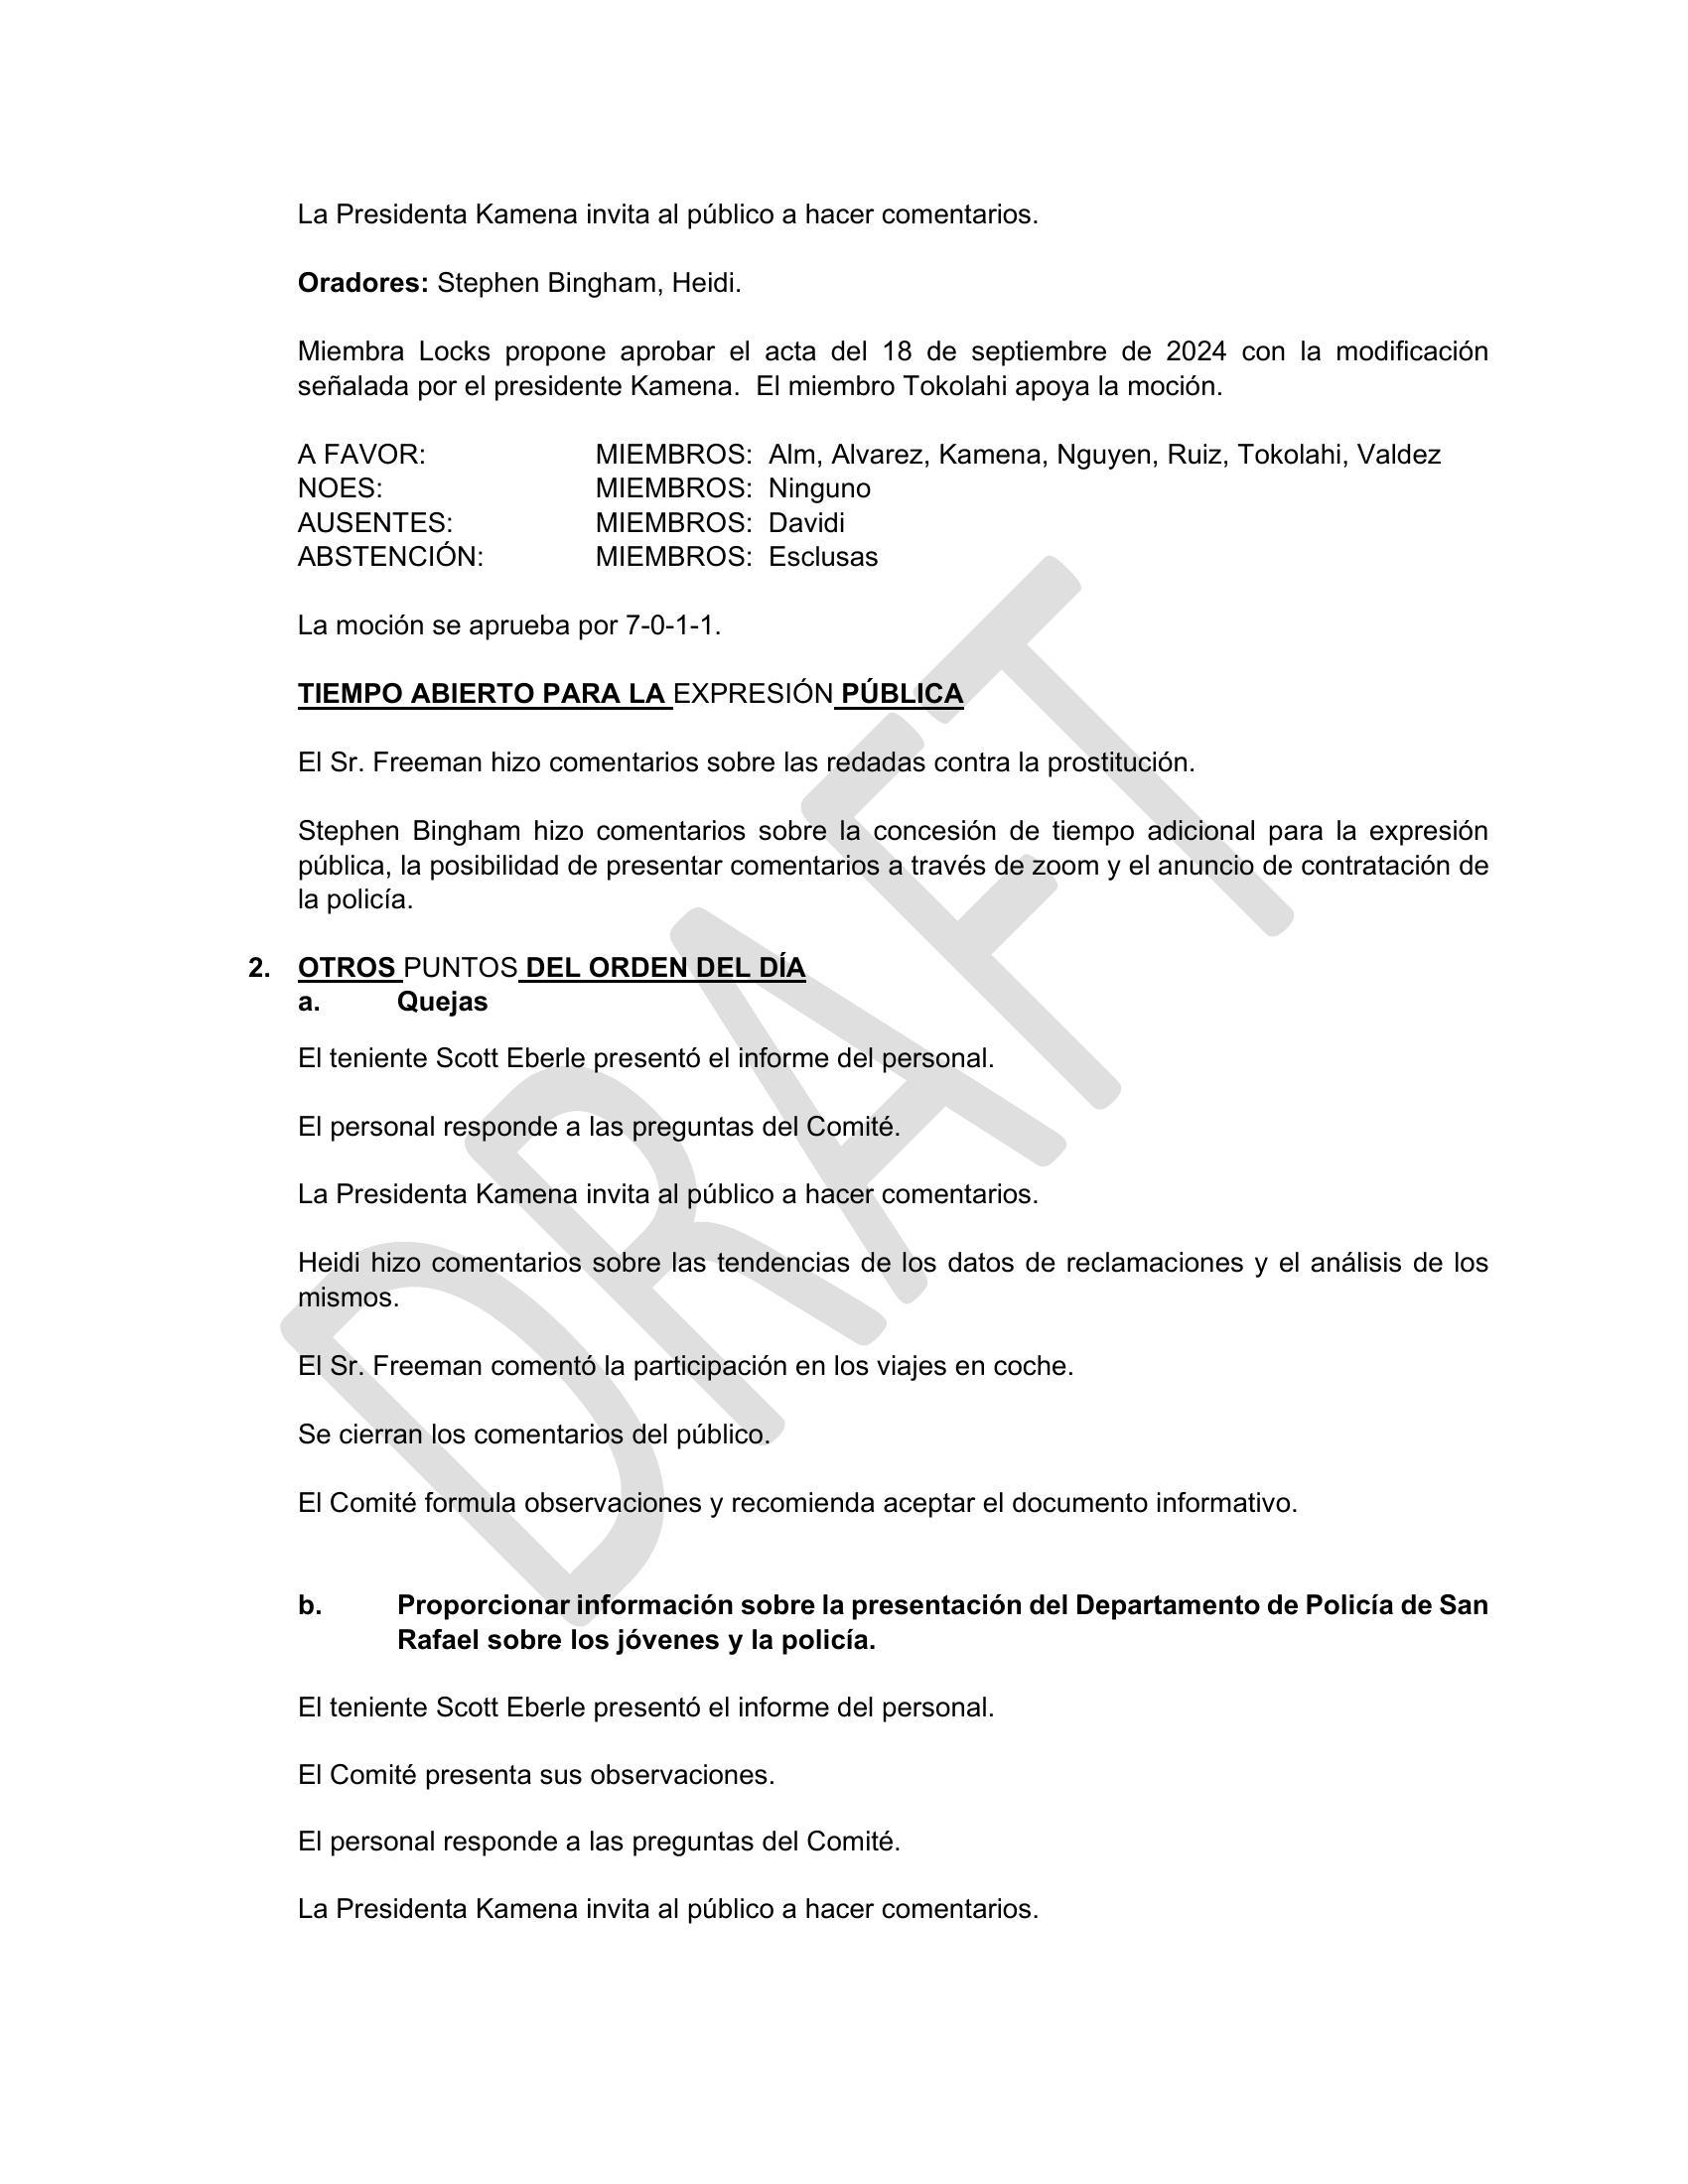 La Presidenta Kamena invita al público a hacer comentarios.
Oradores: Stephen Bingham, Heidi.
Miembra Locks propone aprobar el acta del 18 de septiembre de 2024 con la modificación
señalada por el presidente Kamena.  El miembro Tokolahi apoya la moción.
A FAVOR: MIEMBROS: Alm, Alvarez, Kamena, Nguyen, Ruiz, Tokolahi, Valdez
NOES: MIEMBROS: Ninguno
AUSENTES: MIEMBROS: Davidi
ABSTENCIÓN: MIEMBROS: Esclusas
La moción se aprueba por 7-0-1-1.
TIEMPO ABIERTO PARA LA EXPRESIÓN PÚBLICA
El Sr. Freeman hizo comentarios sobre las redadas contra la prostitución.
Stephen Bingham hizo comentarios sobre la concesión de tiempo adicional para la expresión
pública, la posibilidad de presentar comentarios a través de zoom y el anuncio de contratación de
la policía.
2. OTROS PUNTOS DEL ORDEN DEL DÍA
a. Quejas
El teniente Scott Eberle presentó el informe del personal.
El personal responde a las preguntas del Comité.
La Presidenta Kamena invita al público a hacer comentarios.
Heidi hizo comentarios sobre las tendencias de los datos de reclamaciones y el análisis de los
mismos.
El Sr. Freeman comentó la participación en los viajes en coche.
Se cierran los comentarios del público.
El Comité formula observaciones y recomienda aceptar el documento informativo.
b. Proporcionar información sobre la presentación del Departamento de Policía de San
Rafael sobre los jóvenes y la policía.
El teniente Scott Eberle presentó el informe del personal.
El Comité presenta sus observaciones.
El personal responde a las preguntas del Comité.
La Presidenta Kamena invita al público a hacer comentarios.
DRAFT